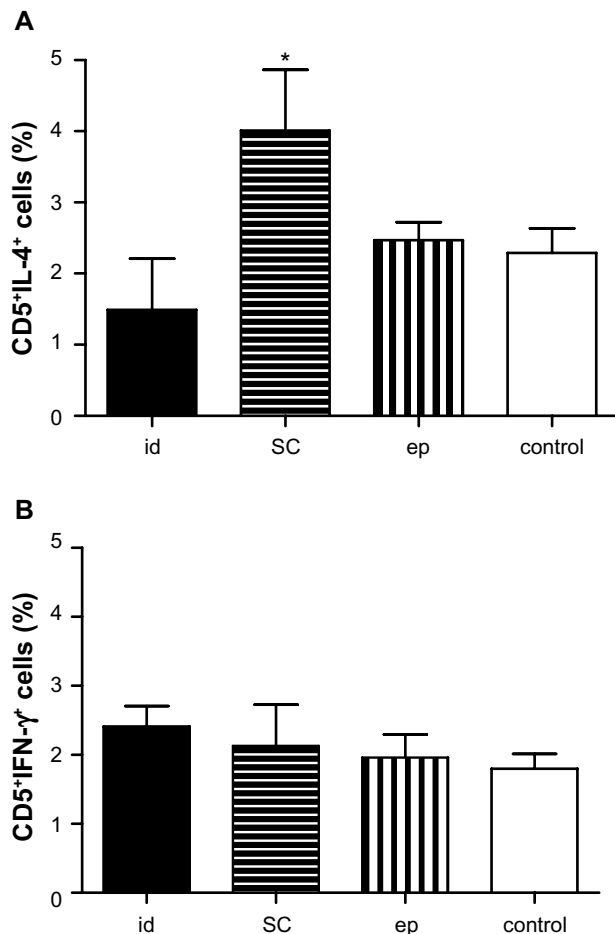 A
CD5⁺IL-4⁺ cells (%)
5
4
3
2
1
0
*
id SC ep control
B
CD5⁺IFN-γ⁺ cells (%)
5
4
3
2
1
0
id SC ep control